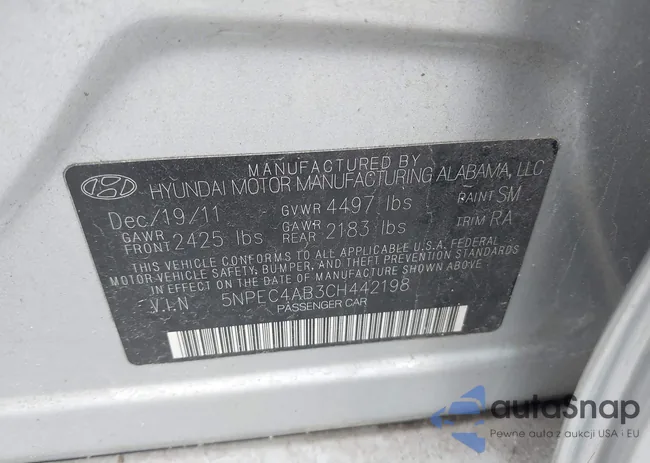 MANUFACTURED BY
HYUNDAI MOTOR MANUFACTURING ALABAMA, LLC
Dec/19/11 GVWR 4497 lbs PAINT SM
GAWR FRONT 2425 lbs GAWR REAR 2183 lbs TRIM RA
THIS VEHICLE CONFORMS TO ALL APPLICABLE U.S.A. FEDERAL
MOTOR VEHICLE SAFETY, BUMPER, AND THEFT PREVENTION STANDARDS
IN EFFECT ON THE DATE OF MANUFACTURE SHOWN ABOVE.
V.I.N 5NPEC4AB3CH442198
PASSENGER CAR
autoSnap
Pewne auta z aukcji USA i EU